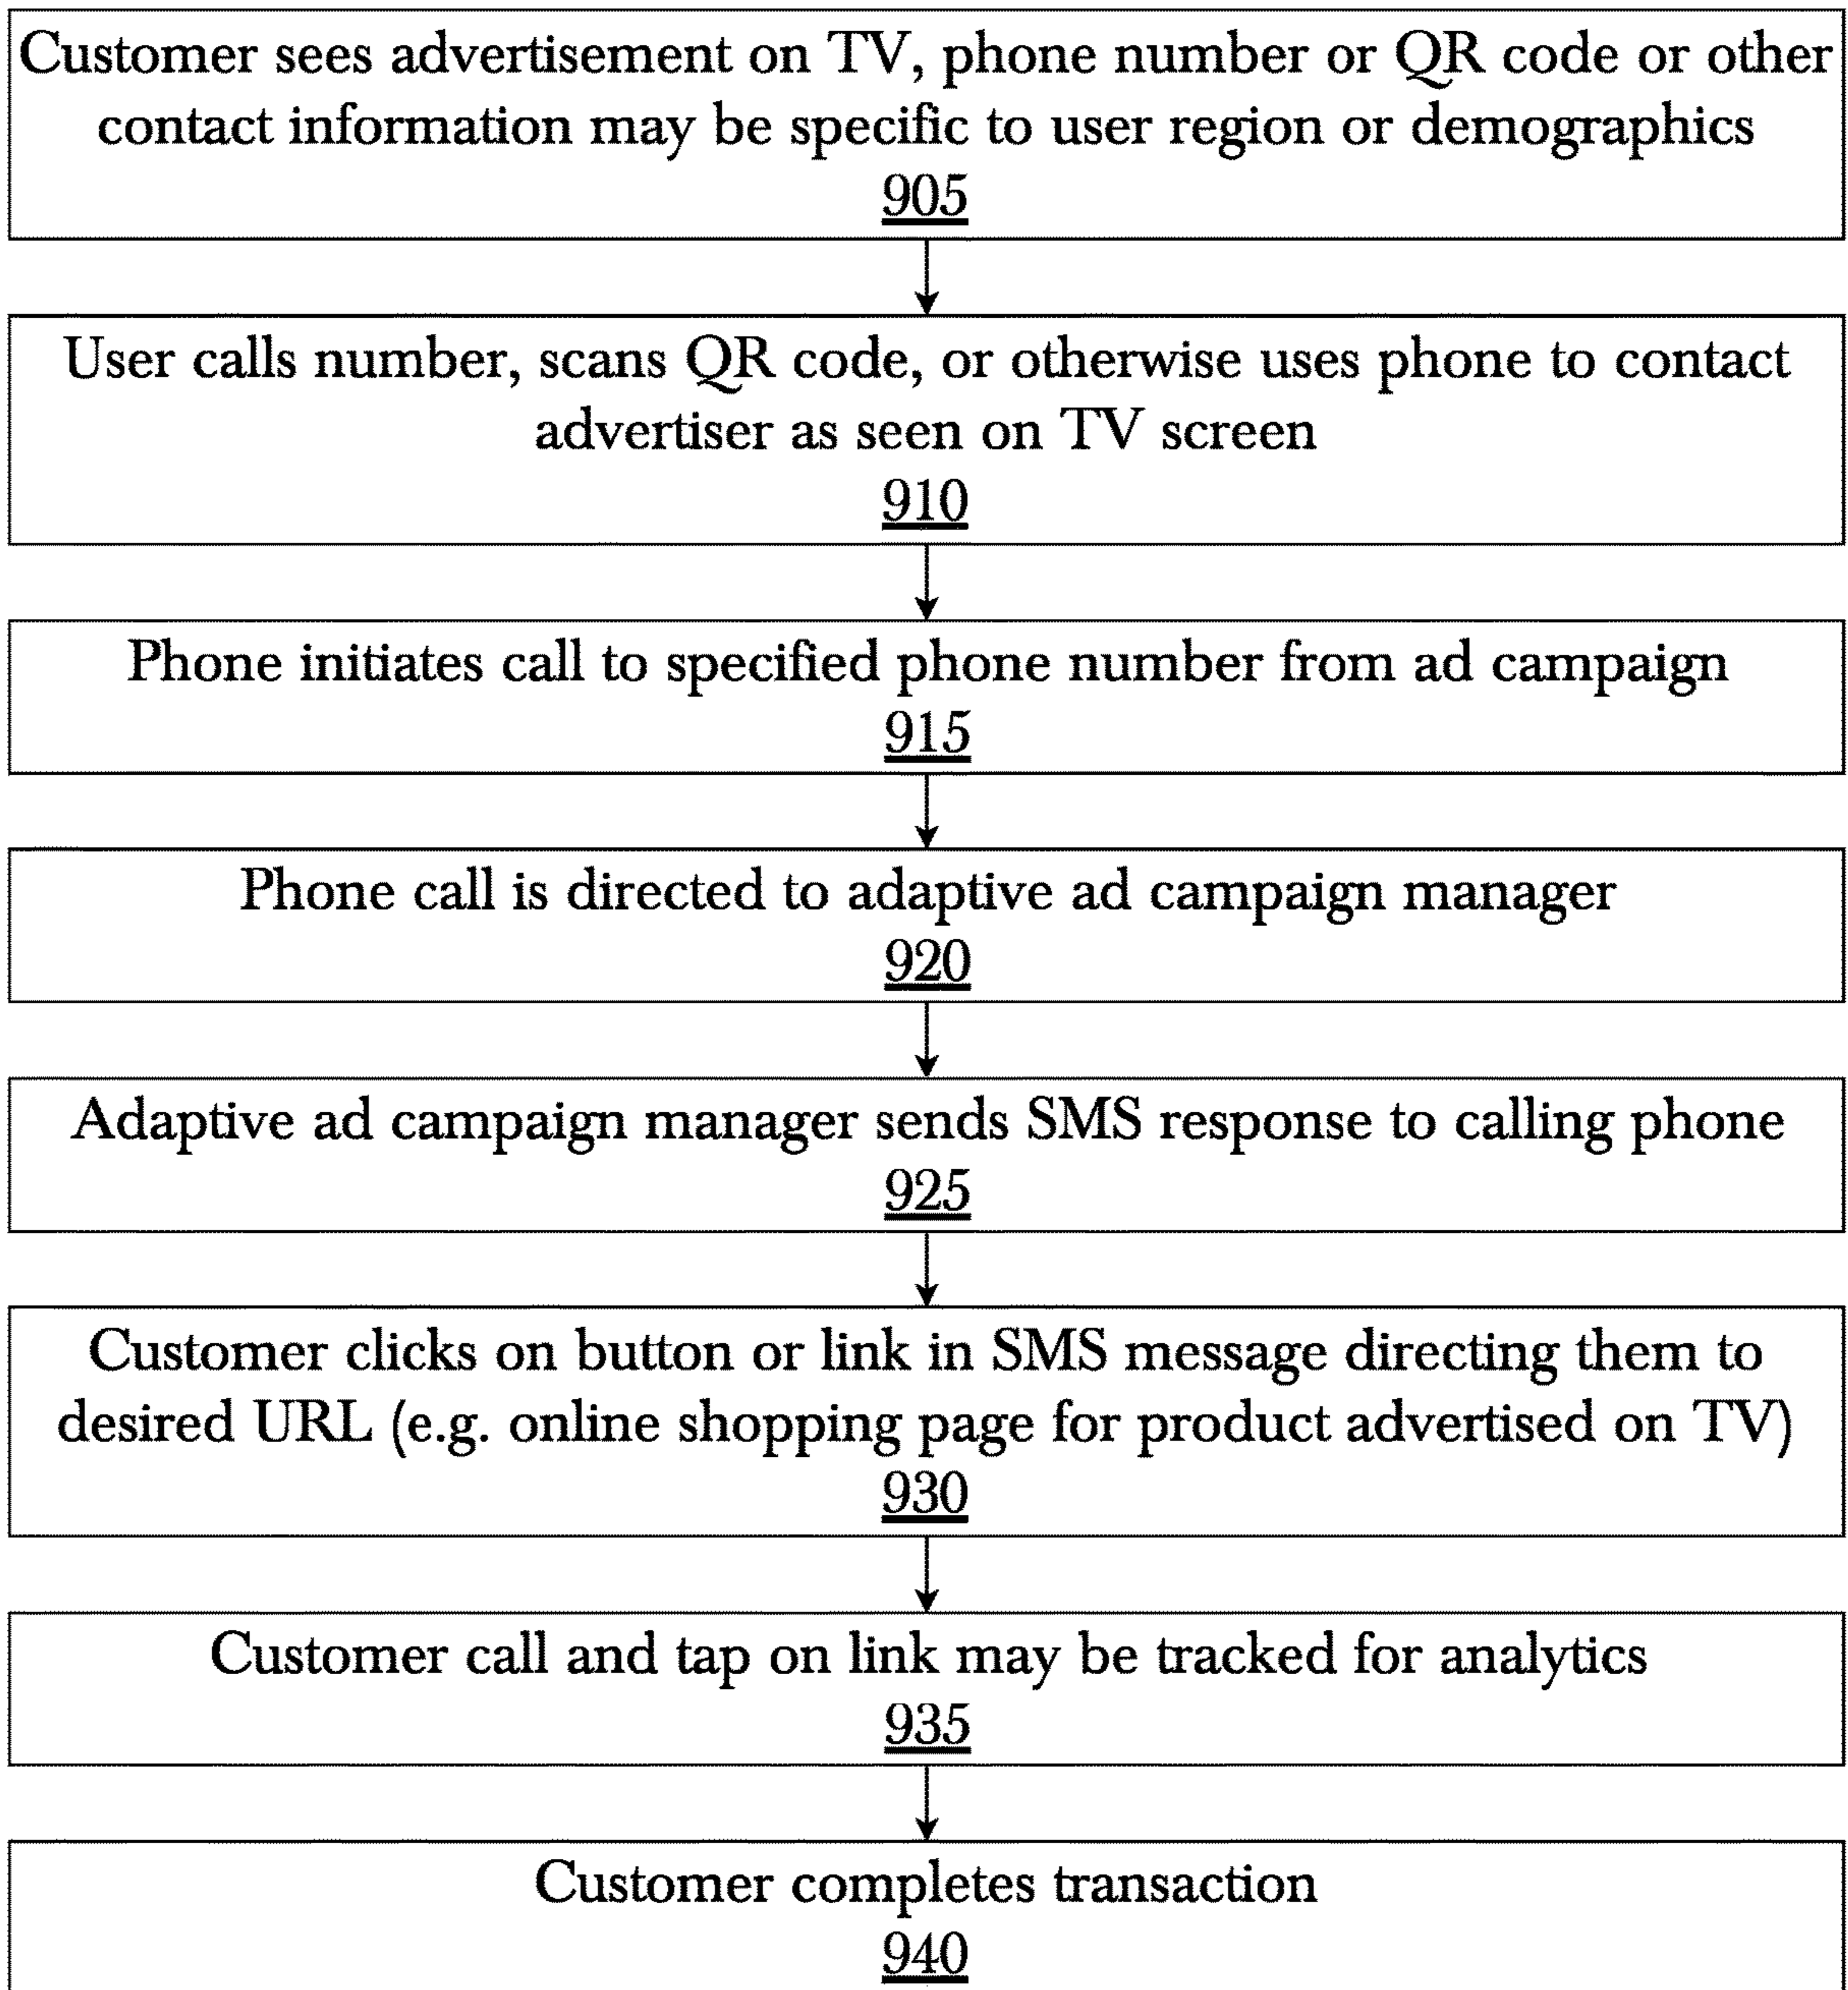 Customer sees advertisement on TV, phone number or QR code or other
contact information may be specific to user region or demographics
905
User calls number, scans QR code, or otherwise uses phone to contact
advertiser as seen on TV screen
910
Phone initiates call to specified phone number from ad campaign
915
Phone call is directed to adaptive ad campaign manager
920
Adaptive ad campaign manager sends SMS response to calling phone
925
Customer clicks on button or link in SMS message directing them to
desired URL (e.g. online shopping page for product advertised on TV)
930
Customer call and tap on link may be tracked for analytics
935
Customer completes transaction
940